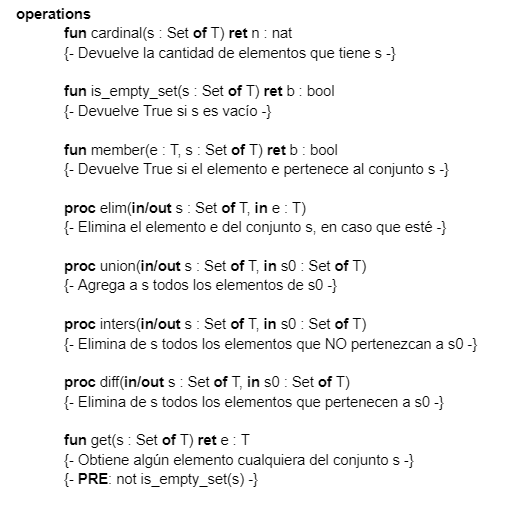 operations
fun cardinal(s : Set of T) ret n : nat
{- Devuelve la cantidad de elementos que tiene s -}
fun is_empty_set(s : Set of T) ret b : bool
{- Devuelve True si s es vacío -}
fun member(e : T, s : Set of T) ret b : bool
{- Devuelve True si el elemento e pertenece al conjunto s -}
proc elim(in/out s : Set of T, in e : T)
{- Elimina el elemento e del conjunto s, en caso que esté -}
proc union(in/out s : Set of T, in s0 : Set of T)
{- Agrega a s todos los elementos de s0 -}
proc inters(in/out s : Set of T, in s0 : Set of T)
{- Elimina de s todos los elementos que NO pertenezcan a s0 -}
proc diff(in/out s : Set of T, in s0 : Set of T)
{- Elimina de s todos los elementos que pertenecen a s0 -}
fun get(s : Set of T) ret e : T
{- Obtiene algún elemento cualquiera del conjunto s -}
{- PRE: not is_empty_set(s) -}